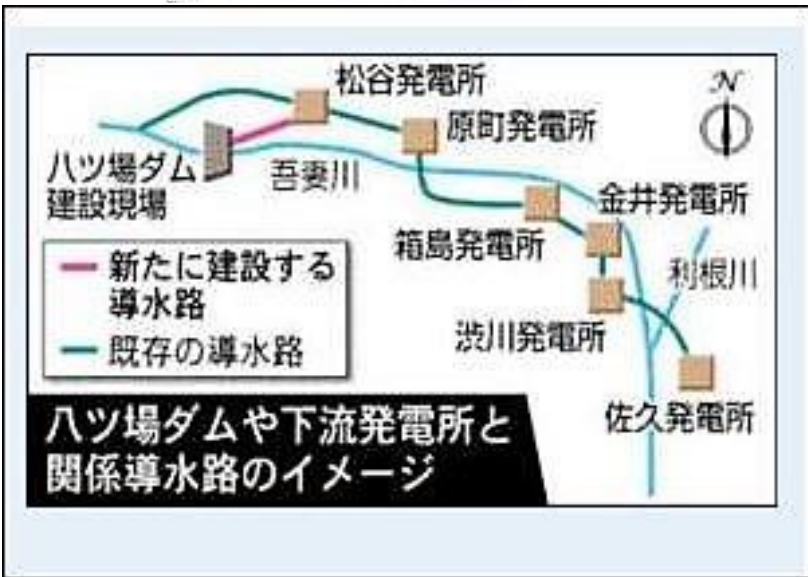 松谷発電所
N
原町発電所
八ツ場ダム
建設現場
吾妻川
金井発電所
箱島発電所
利根川
新たに建設する
導水路
渋川発電所
既存の導水路
佐久発電所
八ツ場ダムや下流発電所と
関係導水路のイメージ